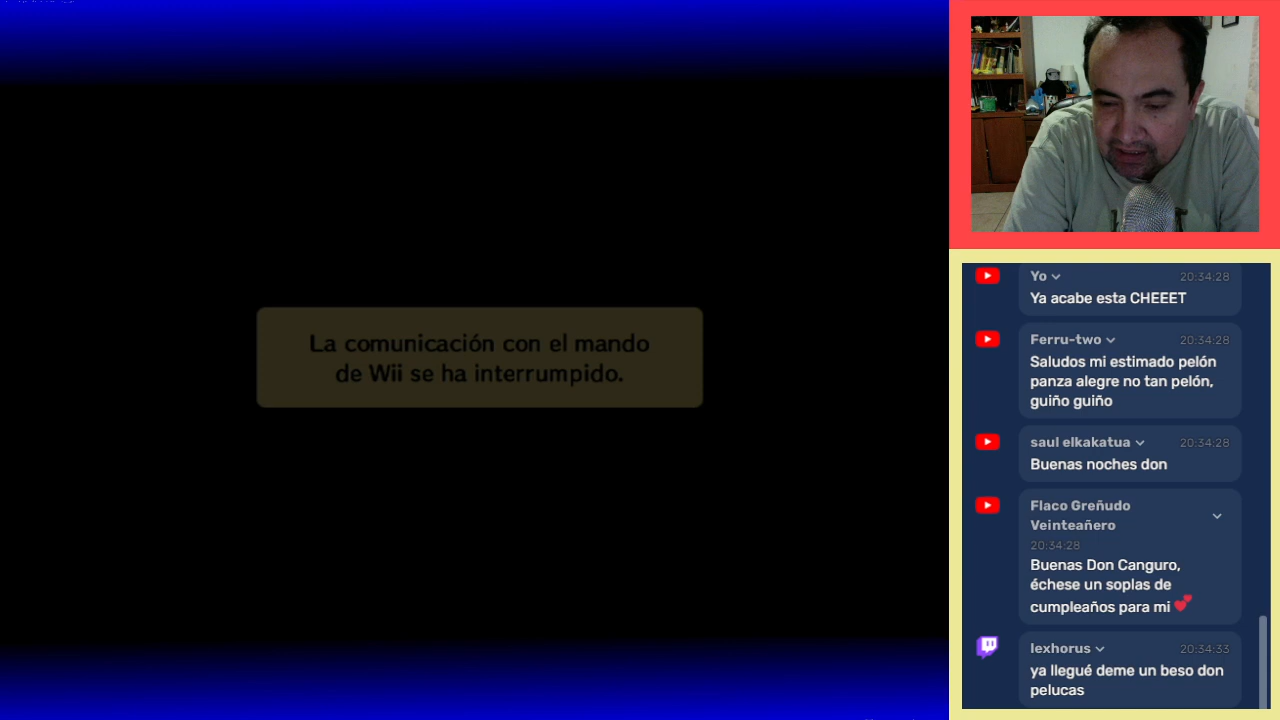 La comunicación con el mando
de Wii se ha interrumpido.
Yo 20:34:28
Ya acabe esta CHEEET
Ferru-two 20:34:28
Saludos mi estimado pelón
panza alegre no tan pelón,
guiño guiño
saul elkakatua 20:34:28
Buenas noches don
Flaco Greñudo
Veinteañero
20:34:28
Buenas Don Canguro,
échese un soplas de
cumpleaños para mi 💕
lexhorus 20:34:33
ya llegué deme un beso don
pelucas